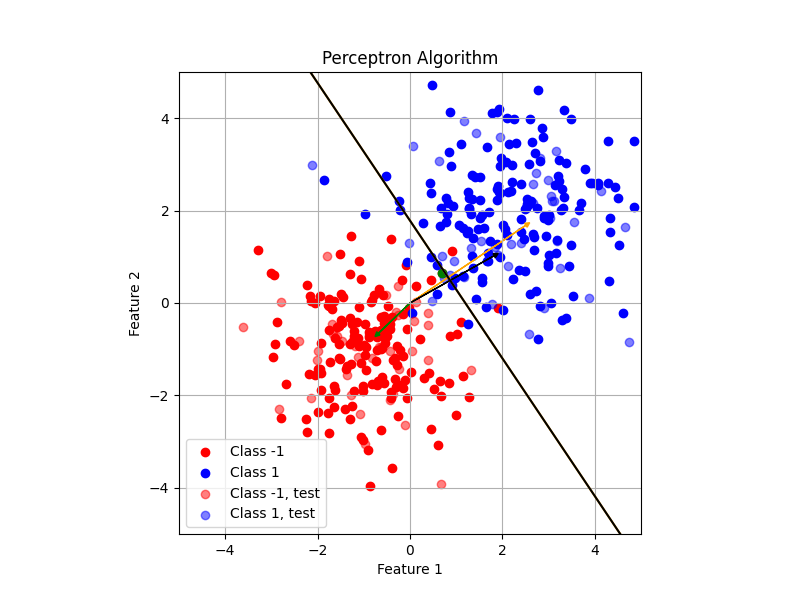 Perceptron Algorithm
Feature 2
4
2
0
−2
−4
Class -1
Class 1
Class -1, test
Class 1, test
−4 −2 0 2 4
Feature 1